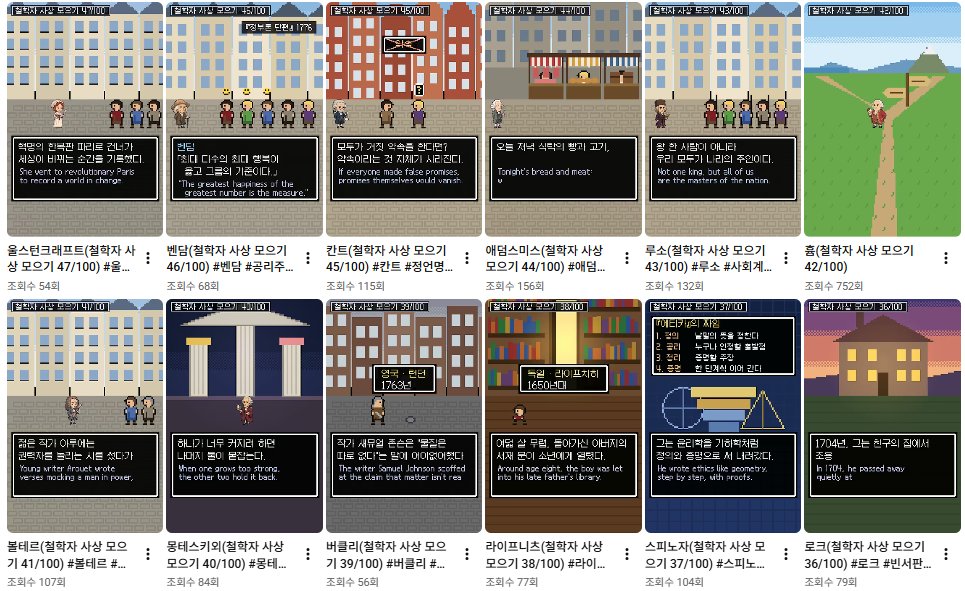 철학자 사상 모으기 47/100
혁명의 한복판 파리로 건너가
세상이 바뀌는 순간을 기록했다.
She went to revolutionary Paris
to record a world in change.
울스턴크래프트(철학자 사
상 모으기 47/100) #울...
조회수 54회
철학자 사상 모으기 46/100
『정부론 단편』 1776
벤담
「최대 다수의 최대 행복이
옳고 그름의 기준이다.」
"The greatest happiness of the
greatest number is the measure."
벤담(철학자 사상 모으기
46/100) #벤담 #공리주...
조회수 68회
철학자 사상 모으기 45/100
?
모두가 거짓 약속을 한다면?
약속이라는 것 자체가 사라진다.
If everyone made false promises,
promises themselves would vanish.
칸트(철학자 사상 모으기
45/100) #칸트 #정언명...
조회수 115회
철학자 사상 모으기 44/100
오늘 저녁 식탁의 빵과 고기,
Tonight's bread and meat:
w
애덤스미스(철학자 사상
모으기 44/100) #애덤...
조회수 156회
철학자 사상 모으기 43/100
왕 한 사람이 아니라
우리 모두가 나라의 주인이다.
Not one king, but all of us
are the masters of the nation.
루소(철학자 사상 모으기
43/100) #루소 #사회계...
조회수 132회
철학자 사상 모으기 42/100
흄(철학자 사상 모으기
42/100)
조회수 752회
철학자 사상 모으기 41/100
젊은 작가 아루에는
권력자를 놀리는 시를 썼다가
Young writer Arouet wrote
verses mocking a man in power,
볼테르(철학자 사상 모으
기 41/100) #볼테르 #...
조회수 107회
철학자 사상 모으기 40/100
하나가 너무 커지려 하면
나머지 둘이 붙잡는다.
When one grows too strong,
the other two hold it back.
몽테스키외(철학자 사상
모으기 40/100) #몽테...
조회수 84회
철학자 사상 모으기 39/100
영국 · 런던
1763년
작가 새뮤얼 존슨은 "물질은
따로 없다"는 말이 어이없어했다
The writer Samuel Johnson scoffed
at the claim that matter isn't rea
버클리(철학자 사상 모으기
39/100) #버클리 #...
조회수 56회
철학자 사상 모으기 38/100
독일 · 라이프치히
1650년대
여덟 살 무렵, 돌아가신 아버지의
서재 문이 소년에게 열렸다.
Around age eight, the boy was let
into his late father's library.
라이프니츠(철학자 사상
모으기 38/100) #라이...
조회수 77회
철학자 사상 모으기 37/100
『에티카』의 차례
1. 정의 낱말의 뜻을 정한다
2. 공리 누구나 인정할 출발점
3. 정리 증명할 주장
4. 증명 한 단계씩 이어 간다
그는 윤리학을 기하학처럼
정의와 증명으로 써 내려갔다.
He wrote ethics like geometry,
step by step, with proofs.
스피노자(철학자 사상 모
으기 37/100) #스피노...
조회수 104회
철학자 사상 모으기 36/100
1704년, 그는 친구의 집에서
조용
In 1704, he passed away
quietly at
로크(철학자 사상 모으기
36/100) #로크 #빈서판...
조회수 79회